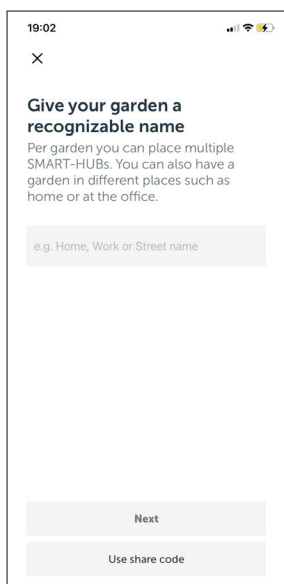 19:02
Give your garden a
recognizable name
Per garden you can place multiple
SMART-HUBs. You can also have a
garden in different places such as
home or at the office.
e.g. Home, Work or Street name
Next
Use share code